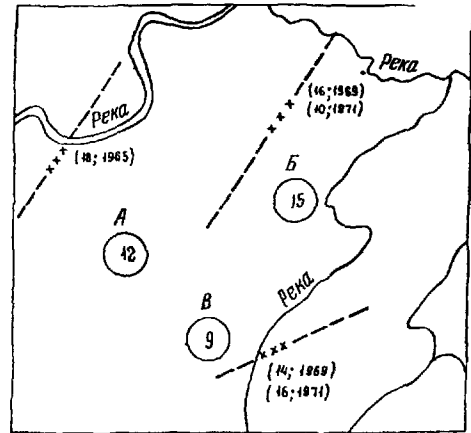 Река
(16; 1969)
(10; 1971)
Река
(18; 1965)
Б
15
А
12
Река
В
9
(14; 1969)
(16; 1971)